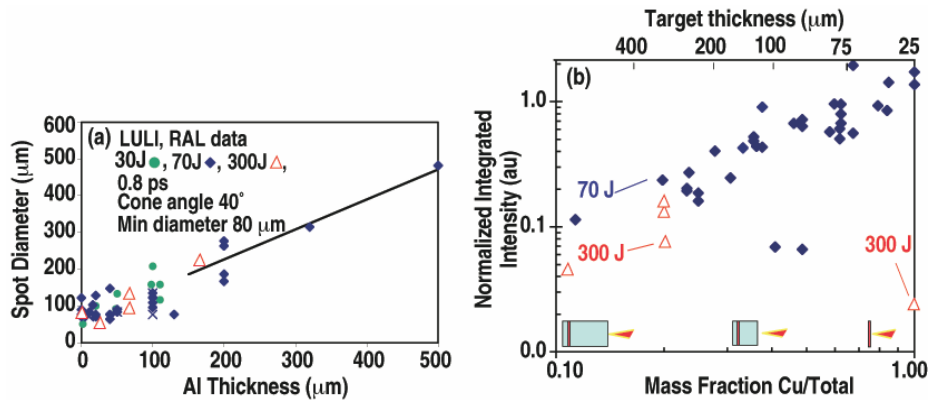 (a)
LULI, RAL data
30J ●, 70J ◆, 300J △,
0.8 ps
Cone angle 40°
Min diameter 80 μm
Spot Diameter (μm)
600
500
400
300
200
100
0
0 100 200 300 400 500
Al Thickness (μm)
Target thickness (μm)
400 200 100 75 25
(b)
Normalized Integrated
Intensity (au)
1.0
0.1
0.0
70 J
300 J
300 J
0.10 1.00
Mass Fraction Cu/Total